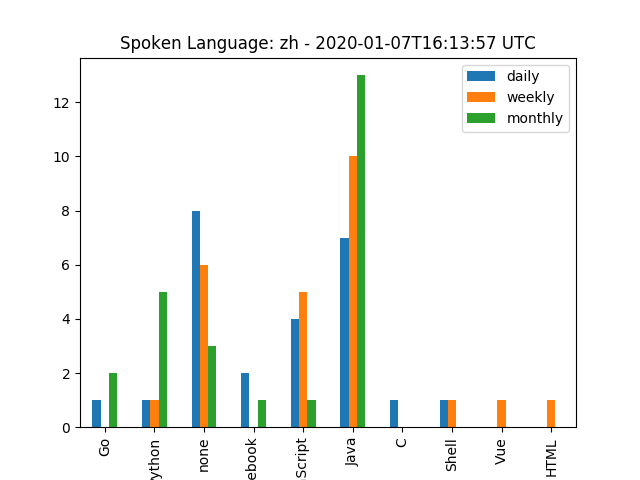 Spoken Language: zh - 2020-01-07T16:13:57 UTC
daily
weekly
monthly
12
10
8
6
4
2
0
Go
ython
none
ebook
Script
Java
C
Shell
Vue
HTML